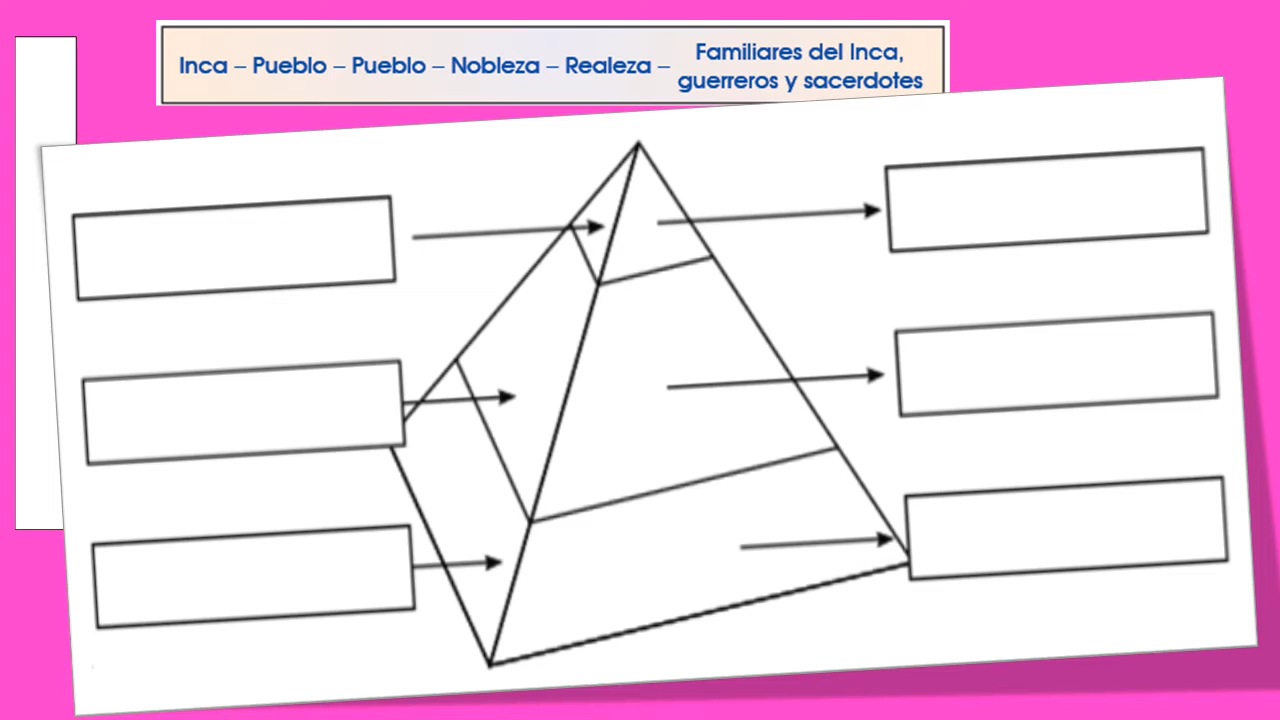 Inca – Pueblo – Pueblo – Nobleza – Realeza – Familiares del Inca,
guerreros y sacerdotes